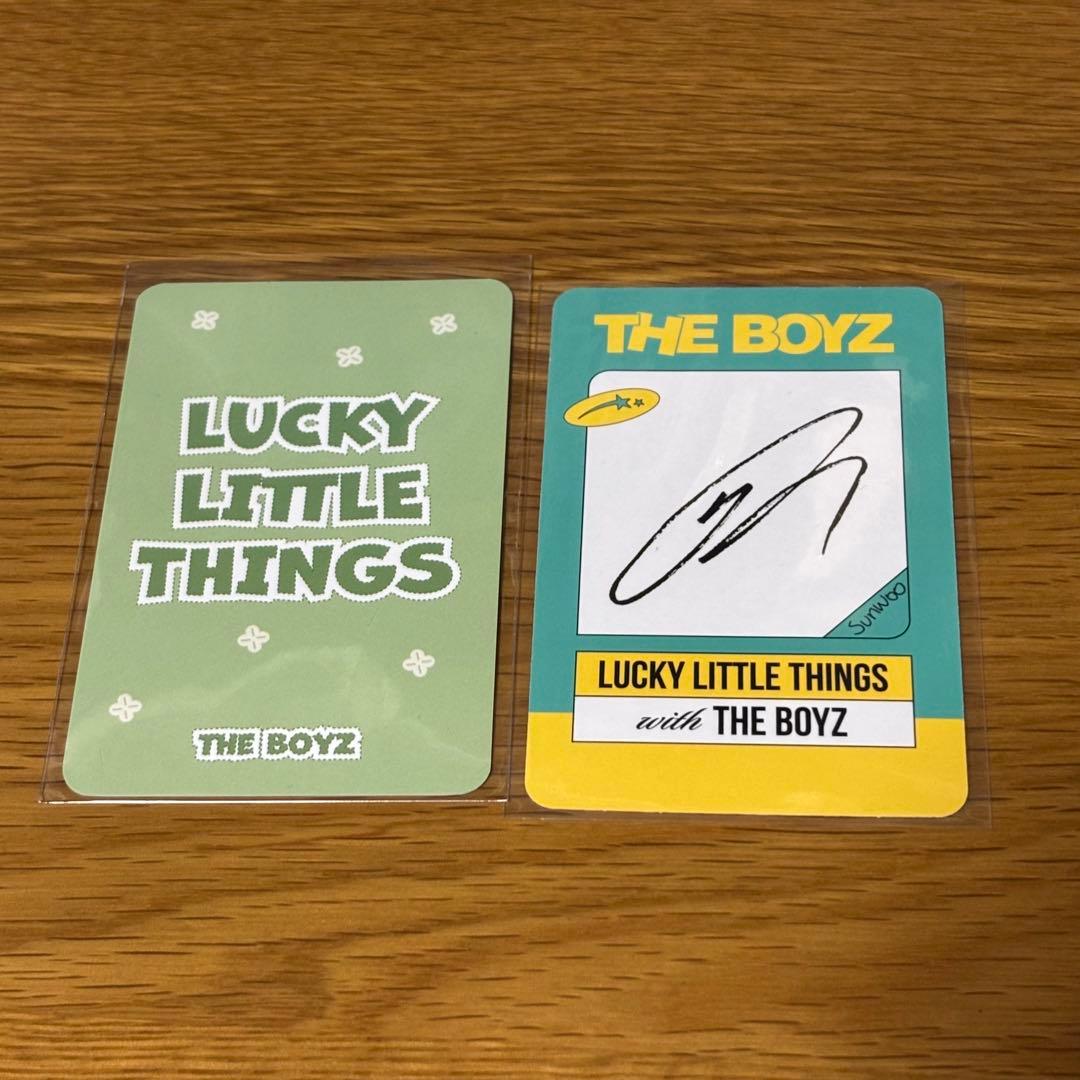 LUCKY
LITTLE
THINGS
THE BOYZ
THE BOYZ
Sunwoo
LUCKY LITTLE THINGS
with THE BOYZ